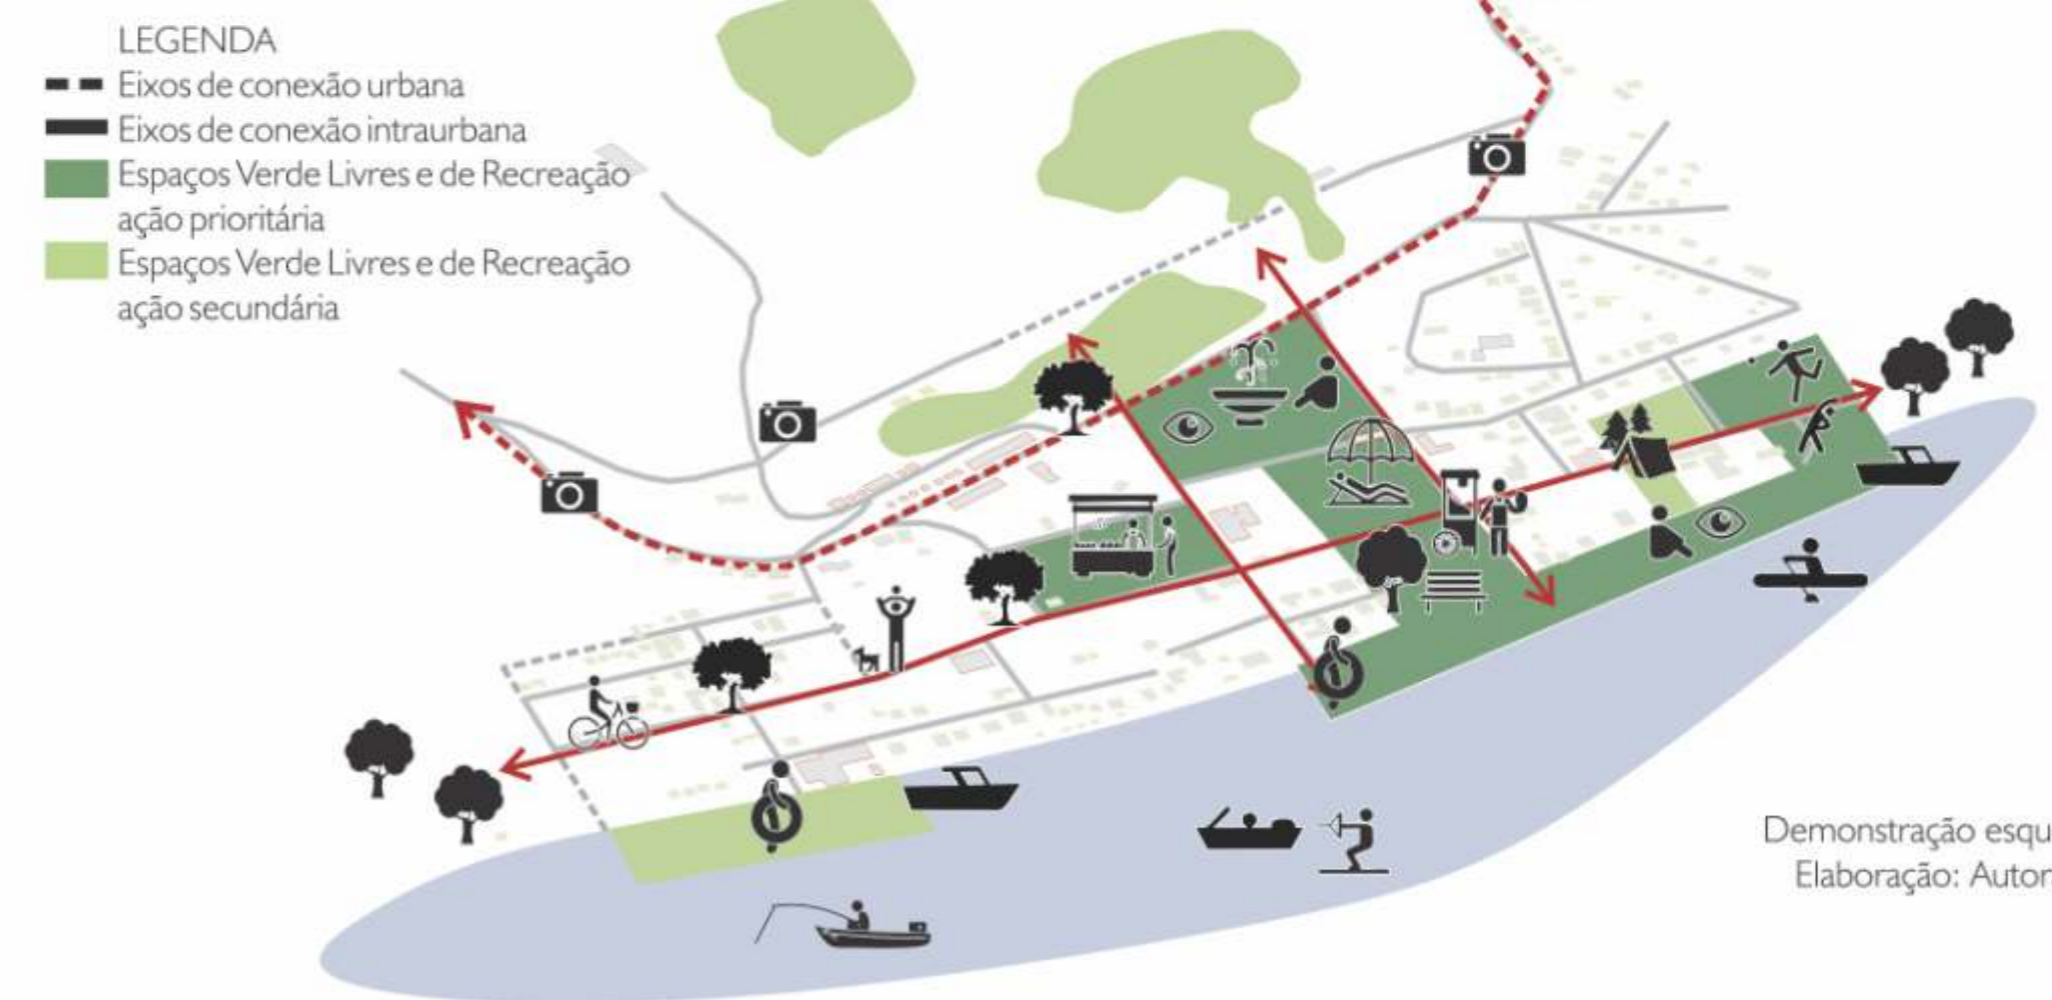 LEGENDA
Eixos de conexão urbana
Eixos de conexão intraurbana
Espaços Verde Livres e de Recreação
ação prioritária
Espaços Verde Livres e de Recreação
ação secundária
Demonstração esqu
Elaboração: Autor